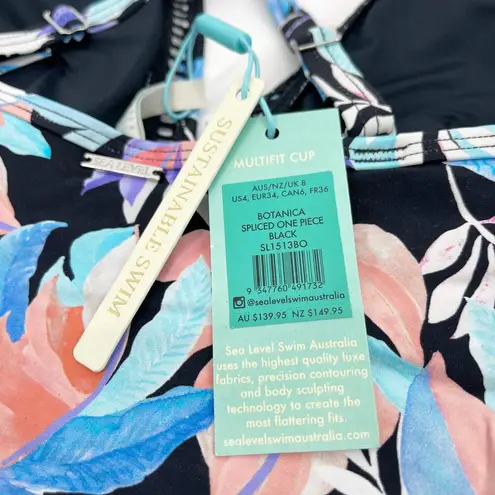 SUSTAINABLE SWIM
SEA LEVEL
MULTIFIT CUP
AUS/NZ/UK 8
US4, EUR34, CAN6, FR36
BOTANICA
SPLICED ONE PIECE
BLACK
SL1513BO
9 347760 491732
@sealevelswimaustralia
AU $139.95 NZ $149.95
Sea Level Swim Australia
uses the highest quality luxe
fabrics, precision contouring
and body sculpting
technology to create the
most flattering fits.
sealevelswimaustralia.com